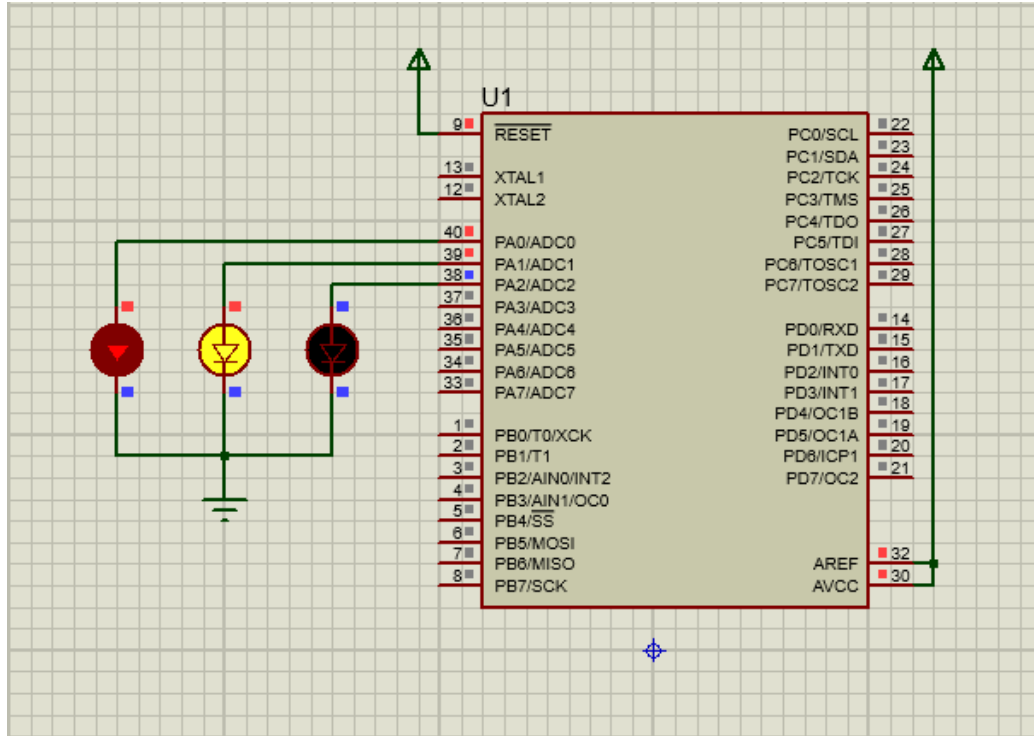 U1
9 RESET
13 XTAL1
12 XTAL2
40 PA0/ADC0
39 PA1/ADC1
38 PA2/ADC2
37 PA3/ADC3
36 PA4/ADC4
35 PA5/ADC5
34 PA6/ADC6
33 PA7/ADC7
1 PB0/T0/XCK
2 PB1/T1
3 PB2/AIN0/INT2
4 PB3/AIN1/OC0
5 PB4/SS
6 PB5/MOSI
7 PB6/MISO
8 PB7/SCK
PC0/SCL 22
PC1/SDA 23
PC2/TCK 24
PC3/TMS 25
PC4/TDO 26
PC5/TDI 27
PC6/TOSC1 28
PC7/TOSC2 29
PD0/RXD 14
PD1/TXD 15
PD2/INT0 16
PD3/INT1 17
PD4/OC1B 18
PD5/OC1A 19
PD6/ICP1 20
PD7/OC2 21
AREF 32
AVCC 30